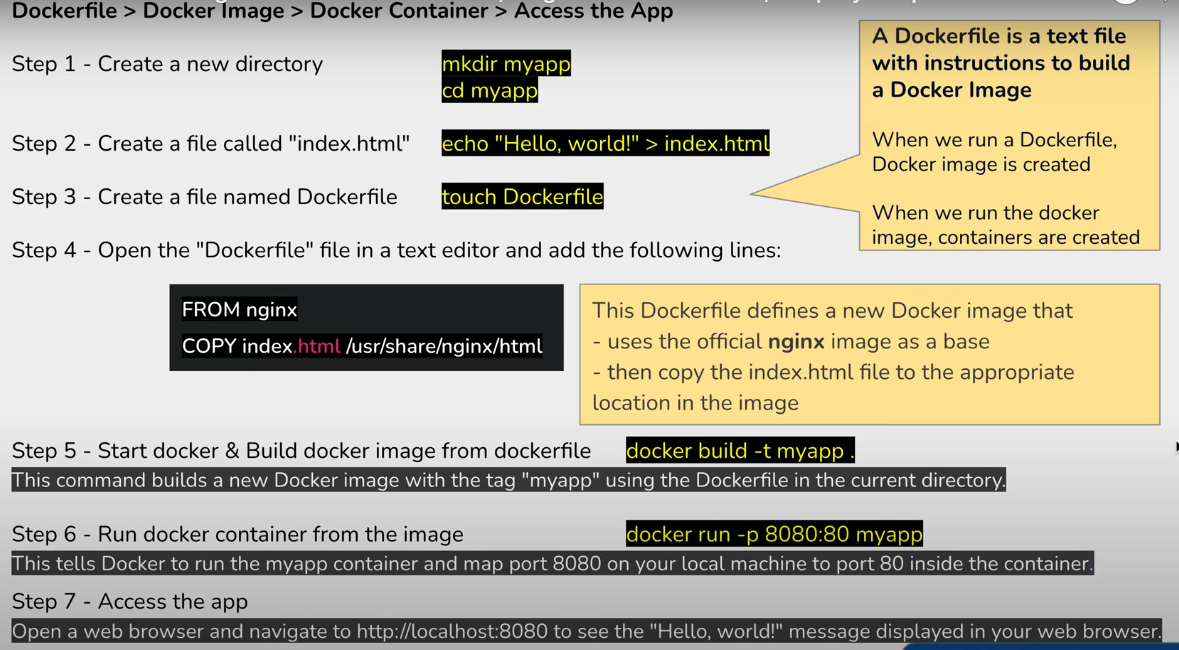 Dockerfile > Docker Image > Docker Container > Access the App
Step 1 - Create a new directory
mkdir myapp
cd myapp
A Dockerfile is a text file
with instructions to build
a Docker Image
When we run a Dockerfile,
Docker image is created
When we run the docker
image, containers are created
Step 2 - Create a file called "index.html"
echo "Hello, world!" > index.html
Step 3 - Create a file named Dockerfile
touch Dockerfile
Step 4 - Open the "Dockerfile" file in a text editor and add the following lines:
FROM nginx
COPY index.html /usr/share/nginx/html
This Dockerfile defines a new Docker image that
- uses the official nginx image as a base
- then copy the index.html file to the appropriate
location in the image
Step 5 - Start docker & Build docker image from dockerfile
docker build -t myapp .
This command builds a new Docker image with the tag "myapp" using the Dockerfile in the current directory.
Step 6 - Run docker container from the image
docker run -p 8080:80 myapp
This tells Docker to run the myapp container and map port 8080 on your local machine to port 80 inside the container.
Step 7 - Access the app
Open a web browser and navigate to http://localhost:8080 to see the "Hello, world!" message displayed in your web browser.